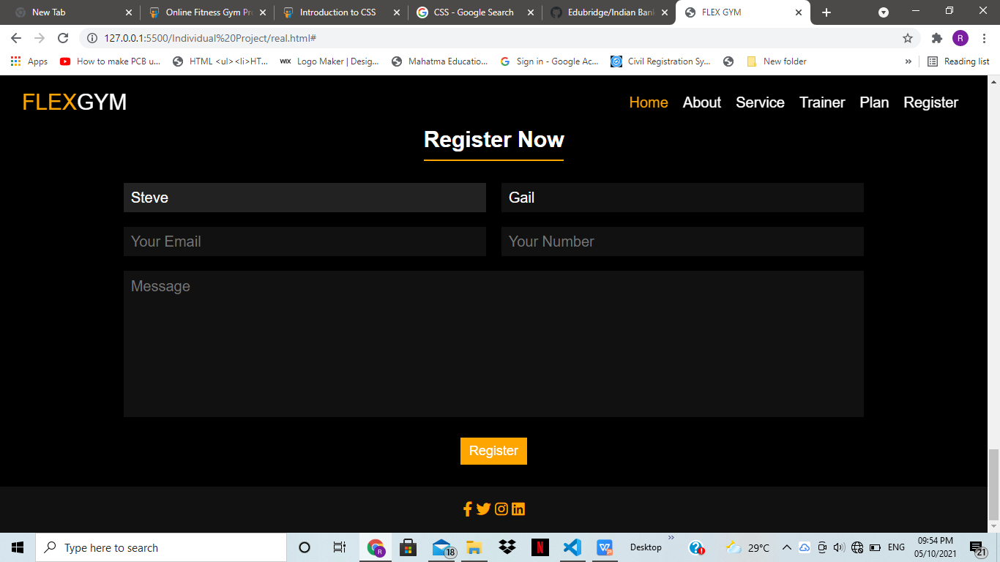 New Tab
Online Fitness Gym Pr
Introduction to CSS
CSS - Google Search
Edubridge/Indian Ban
FLEX GYM
127.0.0.1:5500/Individual%20Project/real.html#
R
Apps
How to make PCB u...
HTML <ul><li>HT...
WIX
Logo Maker | Desig...
Mahatma Educatio...
Sign in - Google Ac...
Civil Registration Sy...
New folder
»
Reading list
FLEXGYM
Home About Service Trainer Plan Register
Register Now
Steve
Gail
Your Email
Your Number
Message
Register
Type here to search
R
18
N
Desktop
»
29°C
ENG
09:54 PM
05/10/2021
21